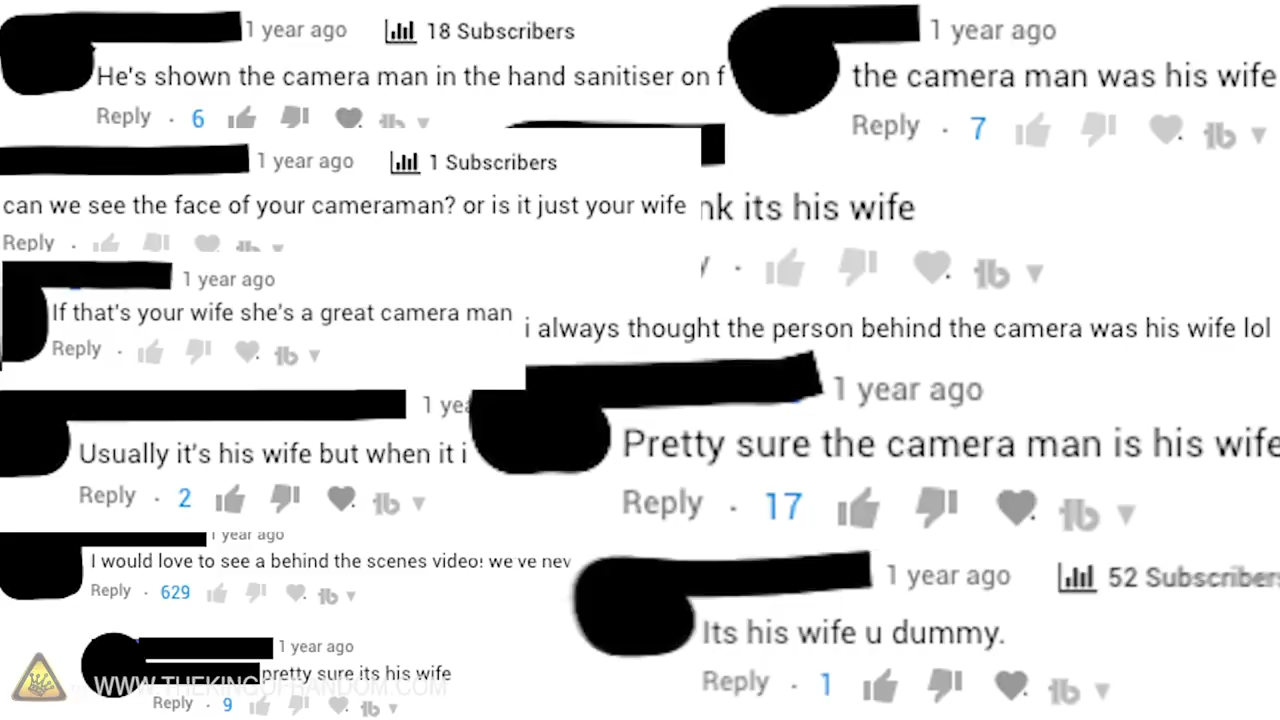 1 year ago 18 Subscribers
He's shown the camera man in the hand sanitiser on f
Reply · 6
1 year ago
the camera man was his wife
Reply · 7
1 year ago 1 Subscribers
can we see the face of your cameraman? or is it just your wife
Reply ·
nk its his wife
1 year ago
If that's your wife she's a great camera man
Reply ·
i always thought the person behind the camera was his wife lol
1 yea
Usually it's his wife but when it i
Reply · 2
1 year ago
Pretty sure the camera man is his wife
Reply · 17
1 year ago
I would love to see a behind the scenes video! we've nev
Reply · 629
1 year ago 52 Subscribers
Its his wife u dummy.
Reply · 1
1 year ago
pretty sure its his wife
Reply · 9
WWW.THEKINGOFRANDOM.COM